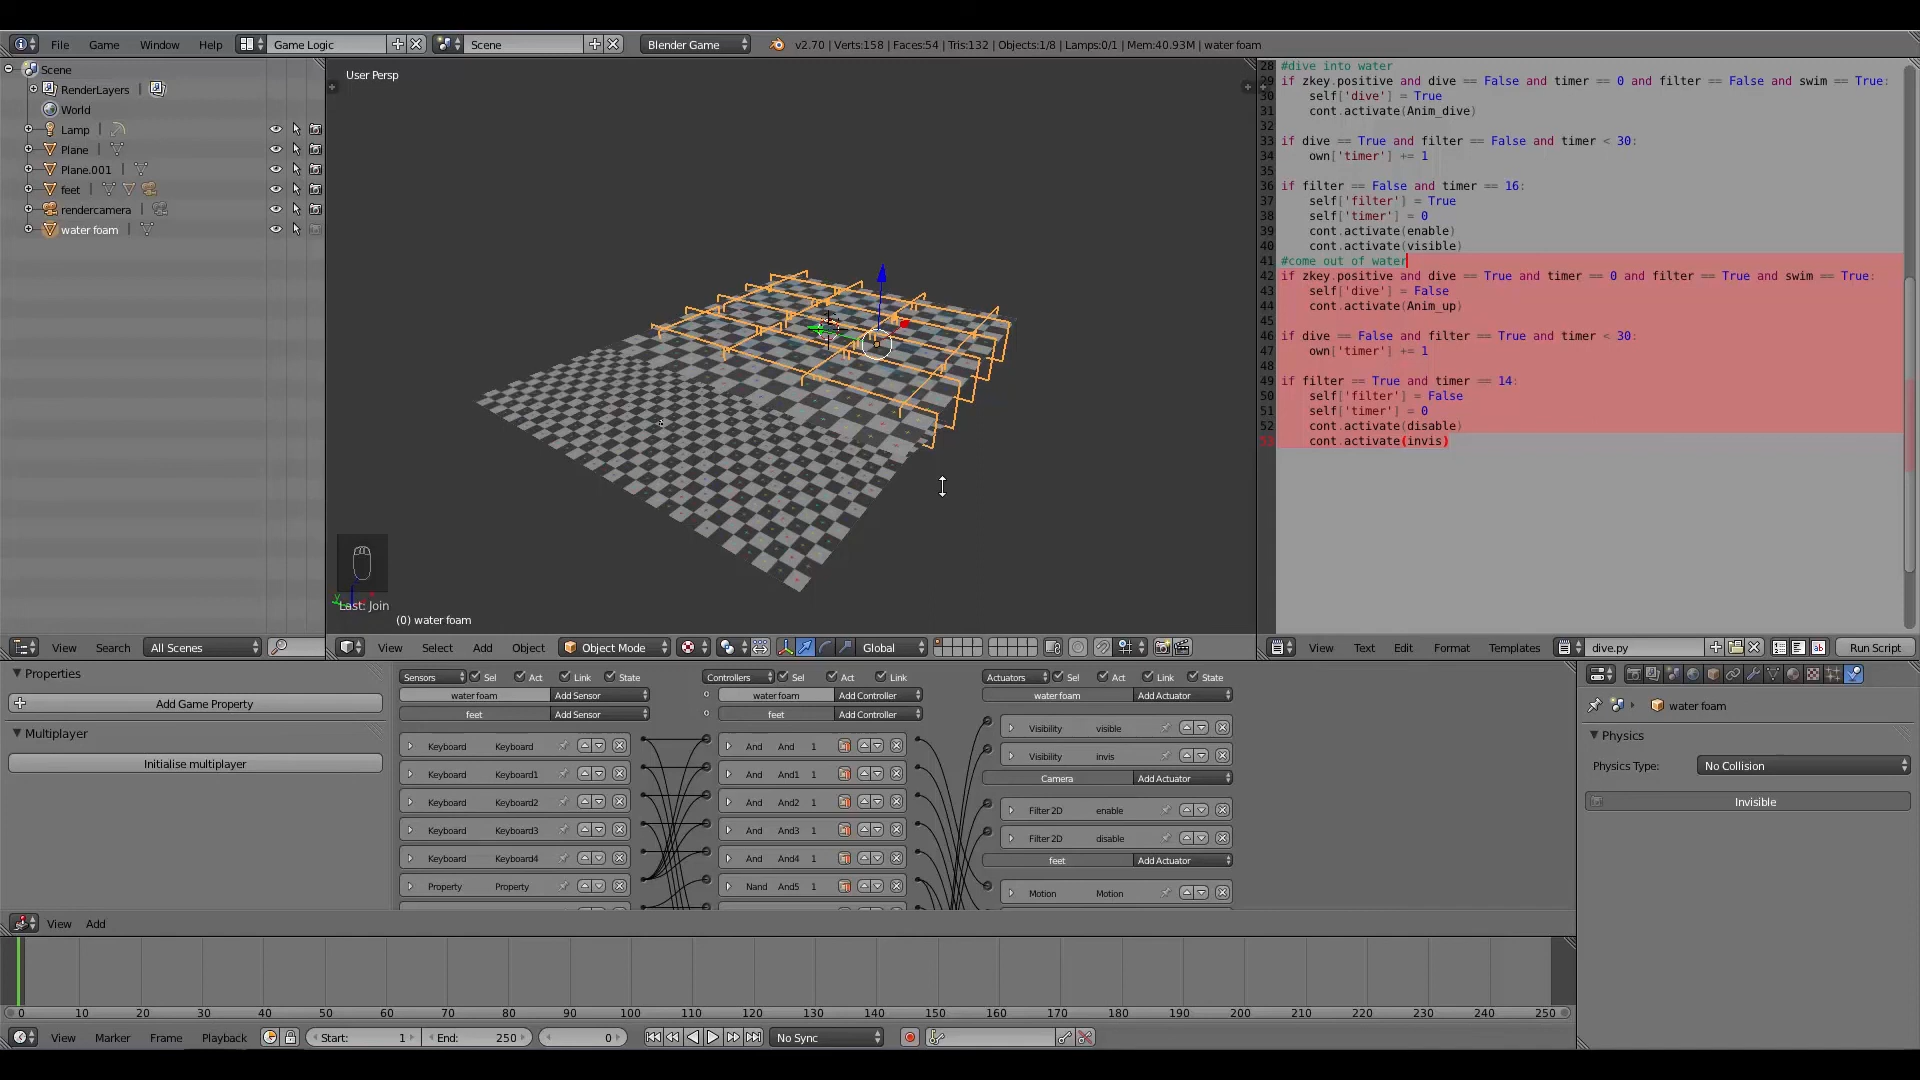 File Game Window Help Game Logic Scene Blender Game v2.70 | Verts:158 | Faces:54 | Tris:132 | Objects:1/8 | Lamps:0/1 | Mem:40.93M | water foam
Scene
RenderLayers
World
Lamp
Plane
Plane.001
feet
rendercamera
water foam
View Search All Scenes
User Persp
Last: Join
(0) water foam
View Select Add Object Object Mode Global
28 #dive into water
29 if zkey.positive and dive == False and timer == 0 and filter == False and swim == True:
30 self['dive'] = True
31 cont.activate(Anim_dive)
32
33 if dive == True and filter == False and timer < 30:
34 own['timer'] += 1
35
36 if filter == False and timer == 16:
37 self['filter'] = True
38 self['timer'] = 0
39 cont.activate(enable)
40 cont.activate(visible)
41 #come out of water
42 if zkey.positive and dive == True and timer == 0 and filter == True and swim == True:
43 self['dive'] = False
44 cont.activate(Anim_up)
45
46 if dive == False and filter == True and timer < 30:
47 own['timer'] += 1
48
49 if filter == True and timer == 14:
50 self['filter'] = False
51 self['timer'] = 0
52 cont.activate(disable)
53 cont.activate(invis)
View Text Edit Format Templates dive.py Run Script
Properties
Add Game Property
Multiplayer
Initialise multiplayer
Sensors Sel Act Link State
water foam Add Sensor
feet Add Sensor
Keyboard Keyboard
Keyboard Keyboard1
Keyboard Keyboard2
Keyboard Keyboard3
Keyboard Keyboard4
Property Property
Controllers Sel Act Link
water foam Add Controller
feet Add Controller
And And 1
And And1 1
And And2 1
And And3 1
And And4 1
Nand And5 1
Actuators Sel Act Link State
water foam Add Actuator
Visibility visible
Visibility invis
Camera Add Actuator
Filter 2D enable
Filter 2D disable
feet Add Actuator
Motion Motion
View Add
water foam
Physics
Physics Type: No Collision
Invisible
0 10 20 30 40 50 60 70 80 90 100 110 120 130 140 150 160 170 180 190 200 210 220 230 240 250
View Marker Frame Playback Start: 1 End: 250 0 No Sync